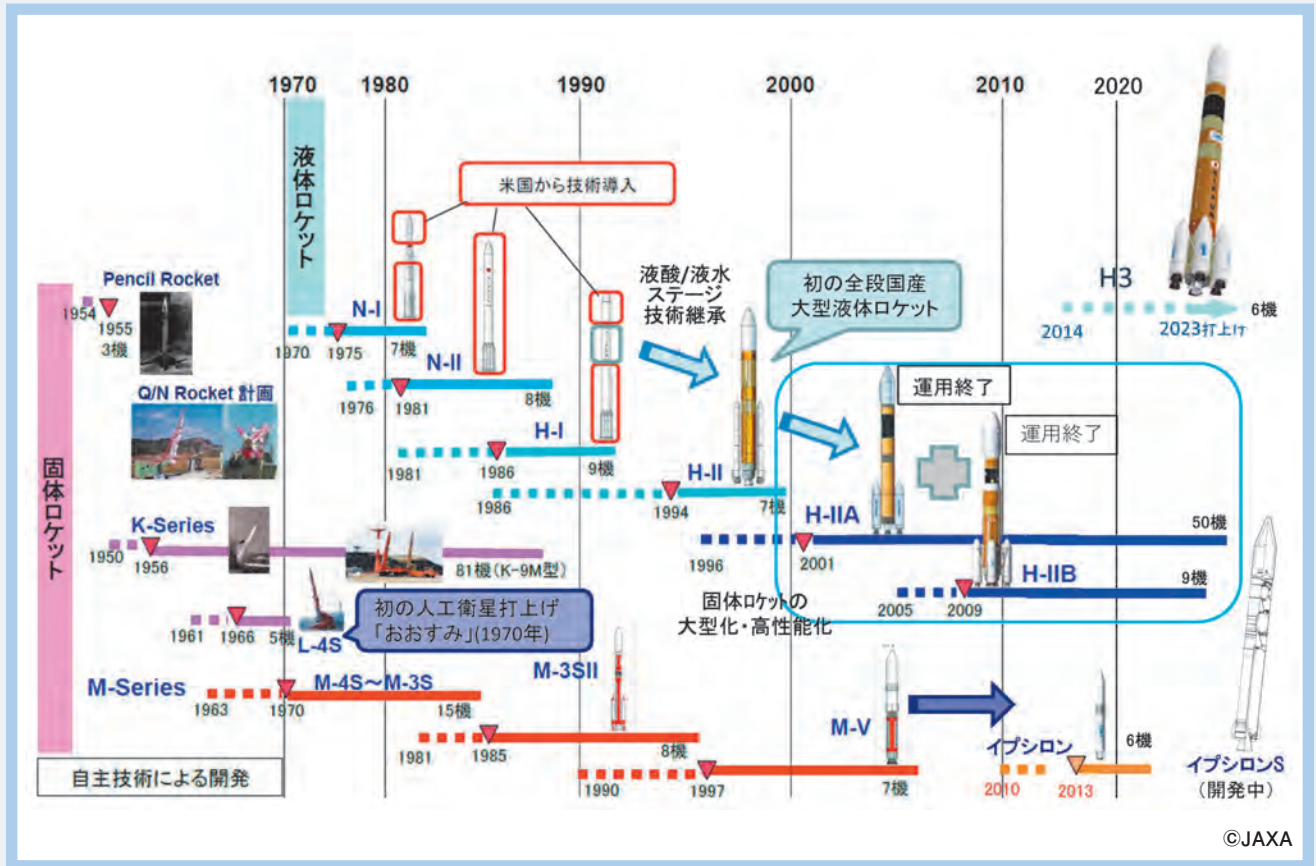 1970
1980
1990
2000
2010
2020
液体ロケット
米国から技術導入
Pencil Rocket
1954
1955
3機
N-I
1970
1975
7機
N-II
1976
1981
8機
Q/N Rocket 計画
H-I
1981
1986
9機
液酸/液水
ステージ
技術継承
初の全段国産
大型液体ロケット
H3
2014
2023打上げ
6機
運用終了
運用終了
固体ロケット
H-II
1986
1994
7機
K-Series
1950
1956
81機(K-9M型)
H-IIA
1996
2001
50機
H-IIB
2005
2009
9機
固体ロケットの
大型化・高性能化
1961
1966
5機
L-4S
初の人工衛星打上げ
「おおすみ」(1970年)
M-Series
M-4S～M-3S
1963
1970
15機
M-3SII
1981
1985
8機
M-V
1990
1997
7機
イプシロン
2010
2013
6機
イプシロンS
(開発中)
自主技術による開発
©JAXA